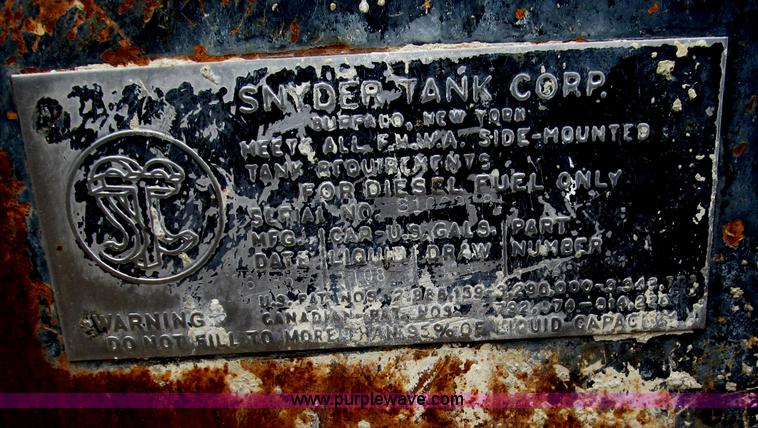 SNYDER TANK CORP.
BUFFALO, NEW YORK
MEETS ALL F.H.W.A. SIDE-MOUNTED
TANK REQUIREMENTS
FOR DIESEL FUEL ONLY
SERIAL NO.
MFG. CAP.-U.S. GALS. PART
DATE LIQUID DRAW NUMBER
U.S. PAT. NOS.
CANADIAN PAT. NOS.
WARNING
DO NOT FILL TO MORE THAN 95% OF LIQUID CAPACITY
www.purplewave.com